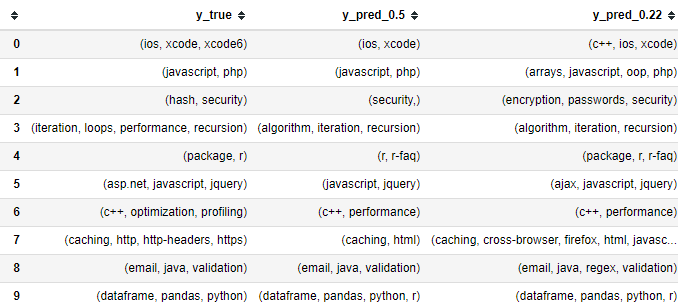 y_true y_pred_0.5 y_pred_0.22
0 (ios, xcode, xcode6) (ios, xcode) (c++, ios, xcode)
1 (javascript, php) (javascript, php) (arrays, javascript, oop, php)
2 (hash, security) (security,) (encryption, passwords, security)
3 (iteration, loops, performance, recursion) (algorithm, iteration, recursion) (algorithm, iteration, recursion)
4 (package, r) (r, r-faq) (package, r, r-faq)
5 (asp.net, javascript, jquery) (javascript, jquery) (ajax, javascript, jquery)
6 (c++, optimization, profiling) (c++, performance) (c++, performance)
7 (caching, http, http-headers, https) (caching, html) (caching, cross-browser, firefox, html, javasc...
8 (email, java, validation) (email, java, validation) (email, java, regex, validation)
9 (dataframe, pandas, python) (dataframe, pandas, python, r) (dataframe, pandas, python, r)